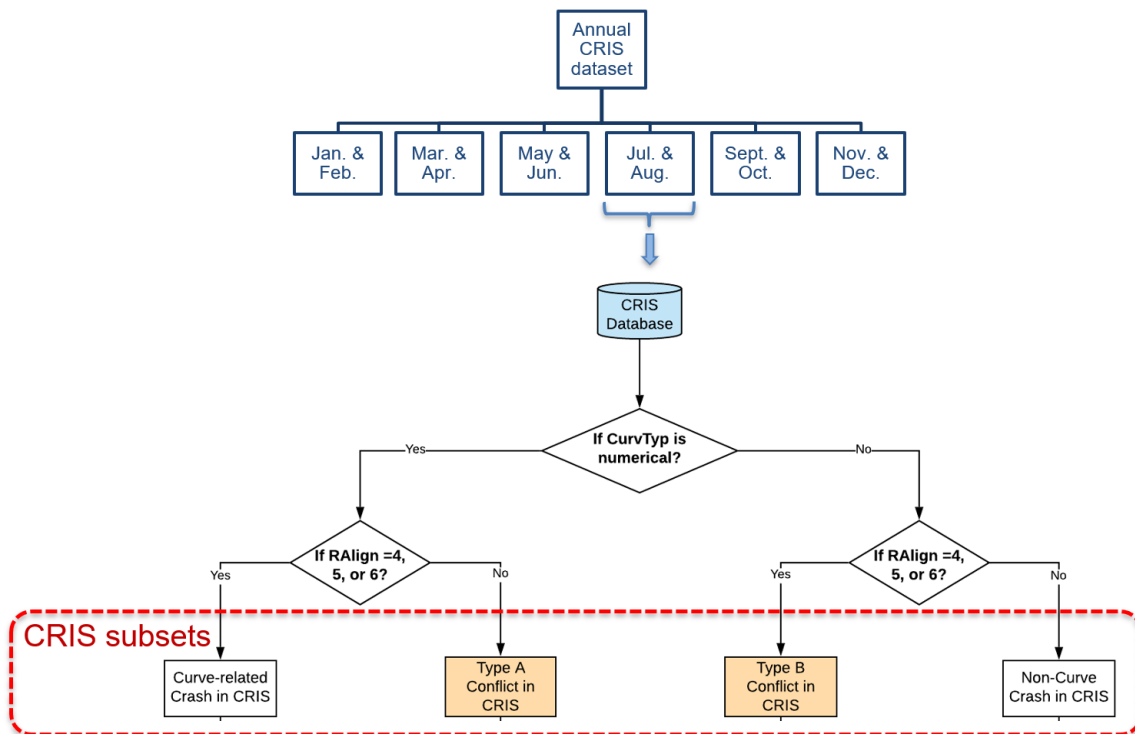 Annual
CRIS
dataset
Jan. &
Feb.
Mar. &
Apr.
May &
Jun.
Jul. &
Aug.
Sept. &
Oct.
Nov. &
Dec.
CRIS
Database
If CurvTyp is
numerical?
Yes
No
If RAlign =4,
5, or 6?
Yes
No
If RAlign =4,
5, or 6?
Yes
No
CRIS subsets
Curve-related
Crash in CRIS
Type A
Conflict in
CRIS
Type B
Conflict in
CRIS
Non-Curve
Crash in CRIS